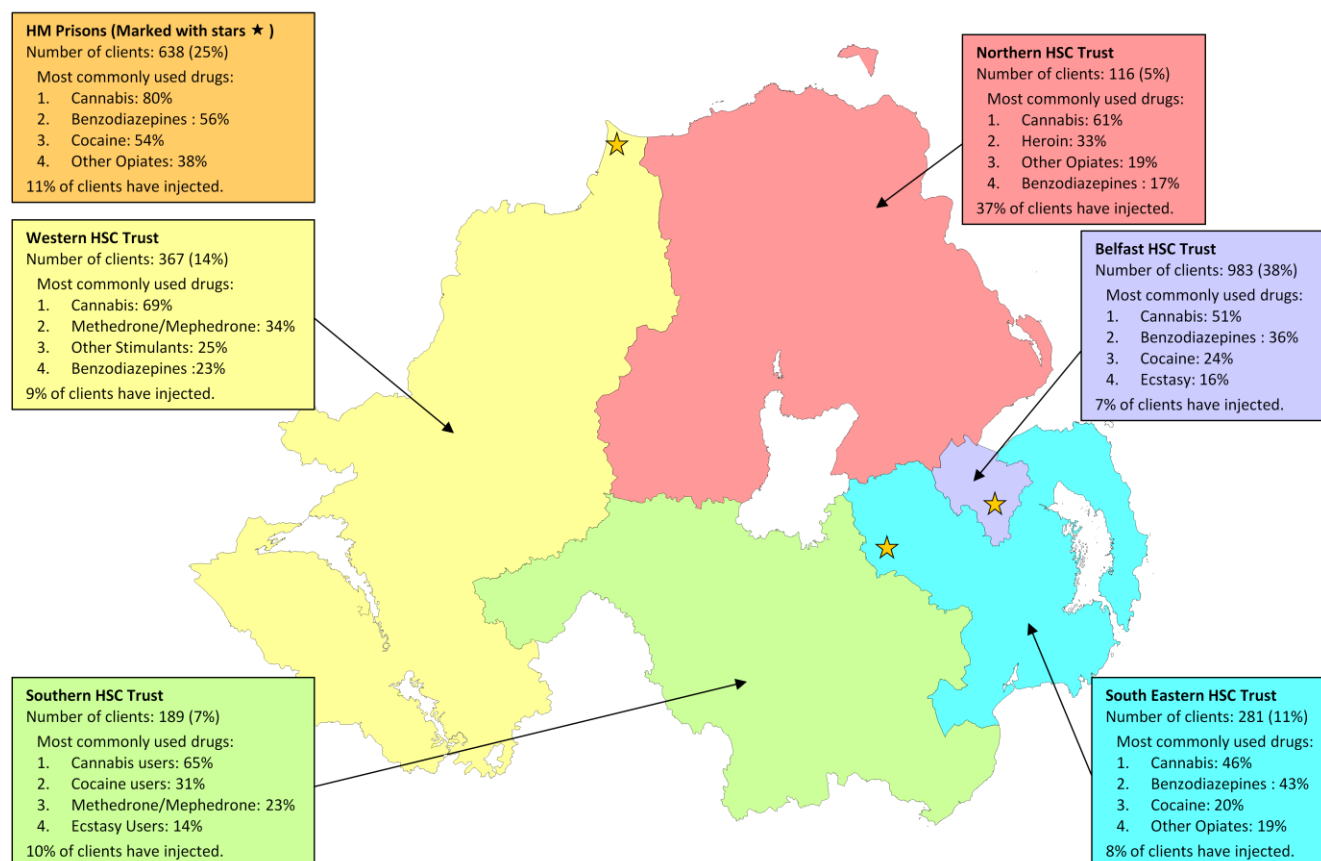 HM Prisons (Marked with stars ★ )
Number of clients: 638 (25%)
Most commonly used drugs:
1. Cannabis: 80%
2. Benzodiazepines : 56%
3. Cocaine: 54%
4. Other Opiates: 38%
11% of clients have injected.
Northern HSC Trust
Number of clients: 116 (5%)
Most commonly used drugs:
1. Cannabis: 61%
2. Heroin: 33%
3. Other Opiates: 19%
4. Benzodiazepines : 17%
37% of clients have injected.
Western HSC Trust
Number of clients: 367 (14%)
Most commonly used drugs:
1. Cannabis: 69%
2. Methedrone/Mephedrone: 34%
3. Other Stimulants: 25%
4. Benzodiazepines :23%
9% of clients have injected.
Belfast HSC Trust
Number of clients: 983 (38%)
Most commonly used drugs:
1. Cannabis: 51%
2. Benzodiazepines : 36%
3. Cocaine: 24%
4. Ecstasy: 16%
7% of clients have injected.
Southern HSC Trust
Number of clients: 189 (7%)
Most commonly used drugs:
1. Cannabis users: 65%
2. Cocaine users: 31%
3. Methedrone/Mephedrone: 23%
4. Ecstasy Users: 14%
10% of clients have injected.
South Eastern HSC Trust
Number of clients: 281 (11%)
Most commonly used drugs:
1. Cannabis: 46%
2. Benzodiazepines : 43%
3. Cocaine: 20%
4. Other Opiates: 19%
8% of clients have injected.